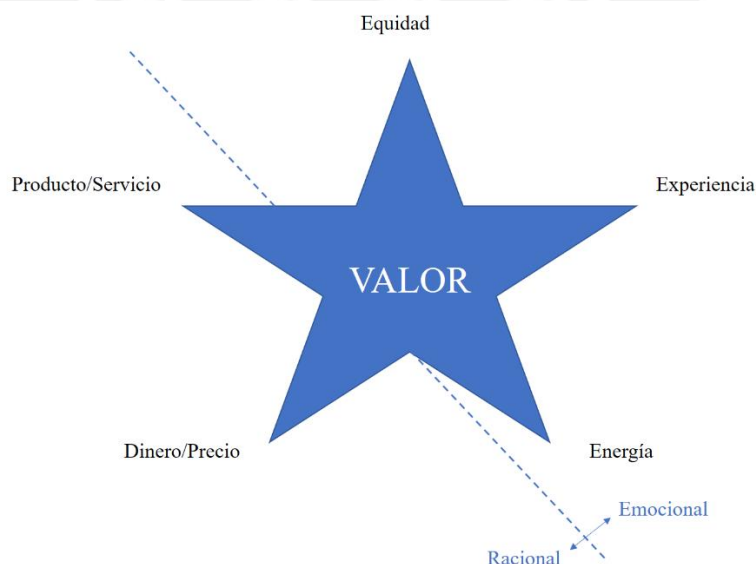 Equidad
Producto/Servicio
Experiencia
VALOR
Dinero/Precio
Energía
Emocional
Racional